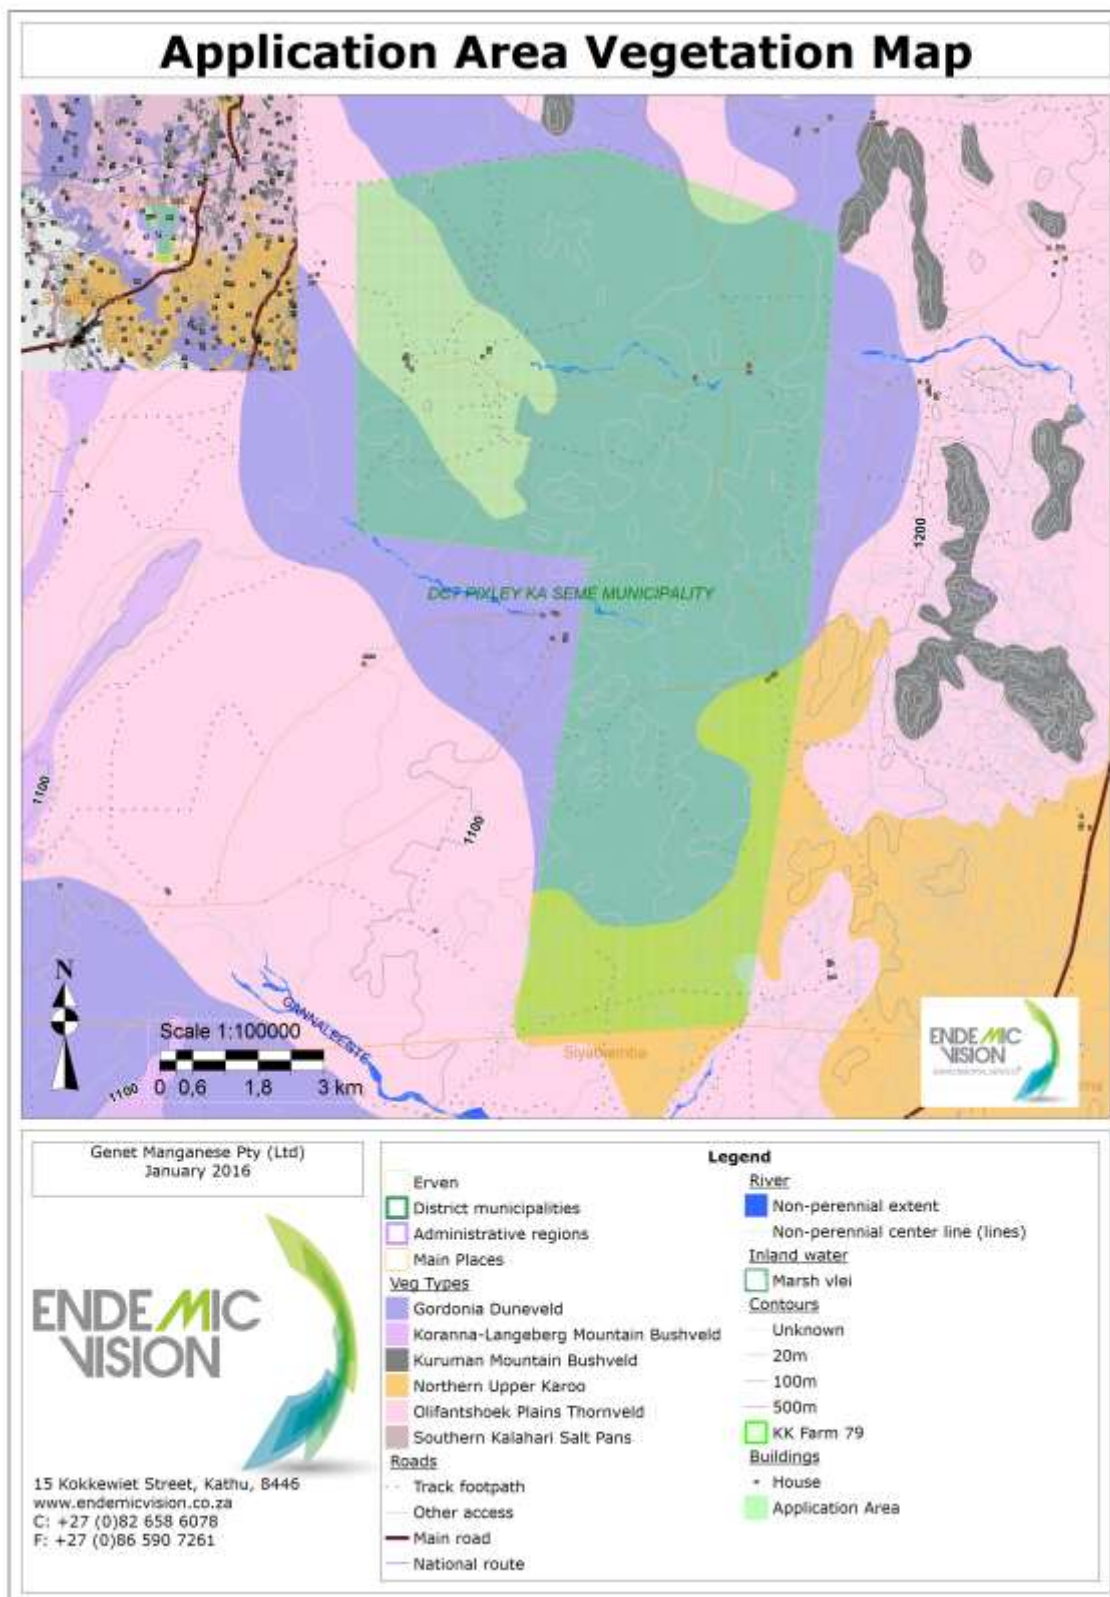 Application Area Vegetation Map
DC7 PIXLEY KA SEME MUNICIPALITY
1200
1100
1100
N
Scale 1:100000
0 0,6 1,8 3 km
1100
ENDEMIC
VISION
Genet Manganese Pty (Ltd)
January 2016
ENDEMIC
VISION
15 Kokkewiet Street, Kathu, 8446
www.endemicvision.co.za
C: +27 (0)82 658 6078
F: +27 (0)86 590 7261
Legend
Erven
District municipalities
Administrative regions
Main Places
Veg Types
Gordonia Duneveld
Koranna-Langeberg Mountain Bushveld
Kuruman Mountain Bushveld
Northern Upper Karoo
Olifantshoek Plains Thornveld
Southern Kalahari Salt Pans
Roads
Track footpath
Other access
Main road
National route
River
Non-perennial extent
Non-perennial center line (lines)
Inland water
Marsh vlei
Contours
Unknown
20m
100m
500m
KK Farm 79
Buildings
House
Application Area